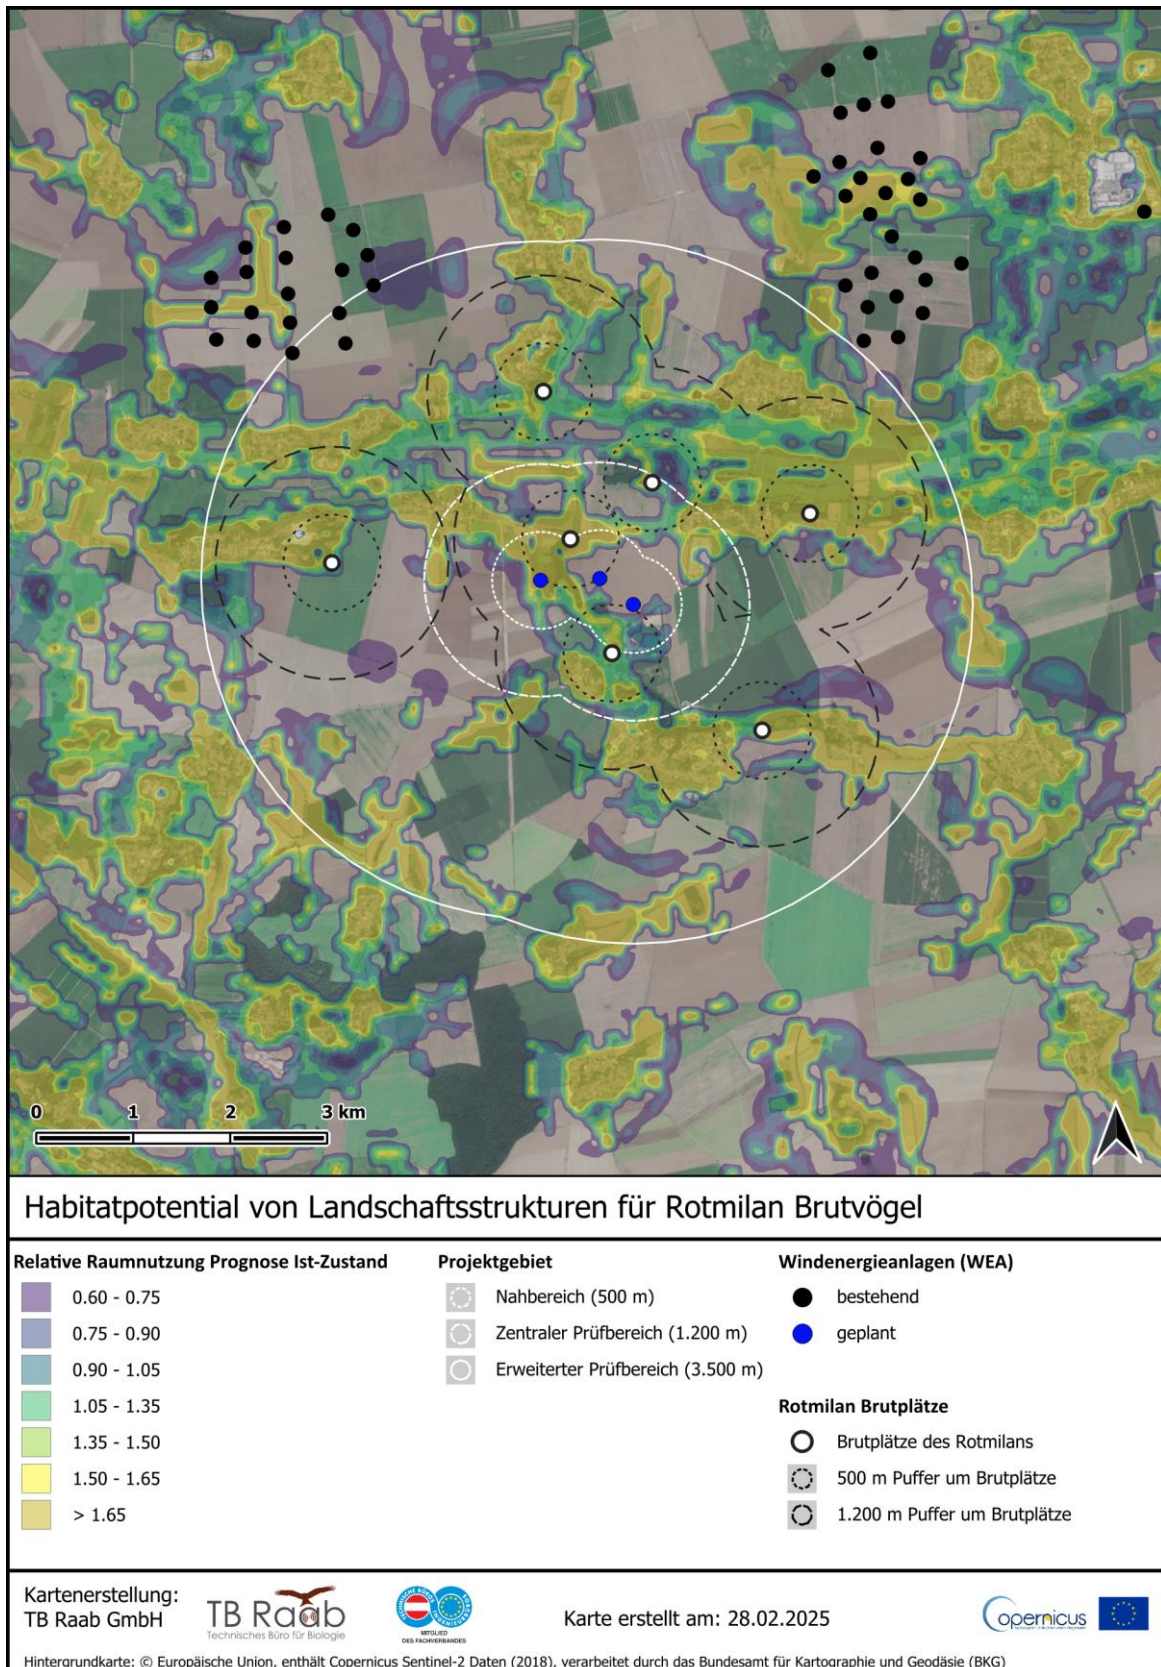 0 1 2 3 km
Habitatpotential von Landschaftsstrukturen für Rotmilan Brutvögel
Relative Raumnutzung Prognose Ist-Zustand
0.60 - 0.75
0.75 - 0.90
0.90 - 1.05
1.05 - 1.35
1.35 - 1.50
1.50 - 1.65
> 1.65
Projektgebiet
Nahbereich (500 m)
Zentraler Prüfbereich (1.200 m)
Erweiterter Prüfbereich (3.500 m)
Windenergieanlagen (WEA)
bestehend
geplant
Rotmilan Brutplätze
Brutplätze des Rotmilans
500 m Puffer um Brutplätze
1.200 m Puffer um Brutplätze
Kartenerstellung:
TB Raab GmbH
TB Raab
Technisches Büro für Biologie
MITGLIED
DES FACHVERBANDES
Karte erstellt am: 28.02.2025
Copernicus
Hintergrundkarte: © Europäische Union, enthält Copernicus Sentinel-2 Daten (2018), verarbeitet durch das Bundesamt für Kartographie und Geodäsie (BKG)